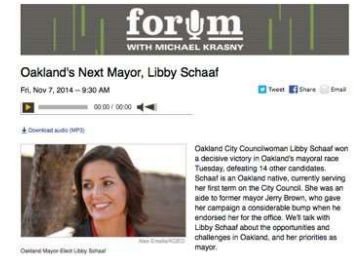 forum
WITH MICHAEL KRASNY
Oakland's Next Mayor, Libby Schaaf
Fri, Nov 7, 2014 -- 9:30 AM
Tweet Share Email
00:00 / 00:00
Download audio (MP3)
Oakland City Councilwoman Libby Schaaf won
a decisive victory in Oakland's mayoral race
Tuesday, defeating 14 other candidates.
Schaaf is an Oakland native, currently serving
her first term on the City Council. She was an
aide to former mayor Jerry Brown, who gave
her campaign a considerable bump when he
endorsed her for the office. We'll talk with
Libby Schaaf about the opportunities and
challenges in Oakland, and her priorities as
mayor.
Alex Emslie/KQED
Oakland Mayor-Elect Libby Schaaf